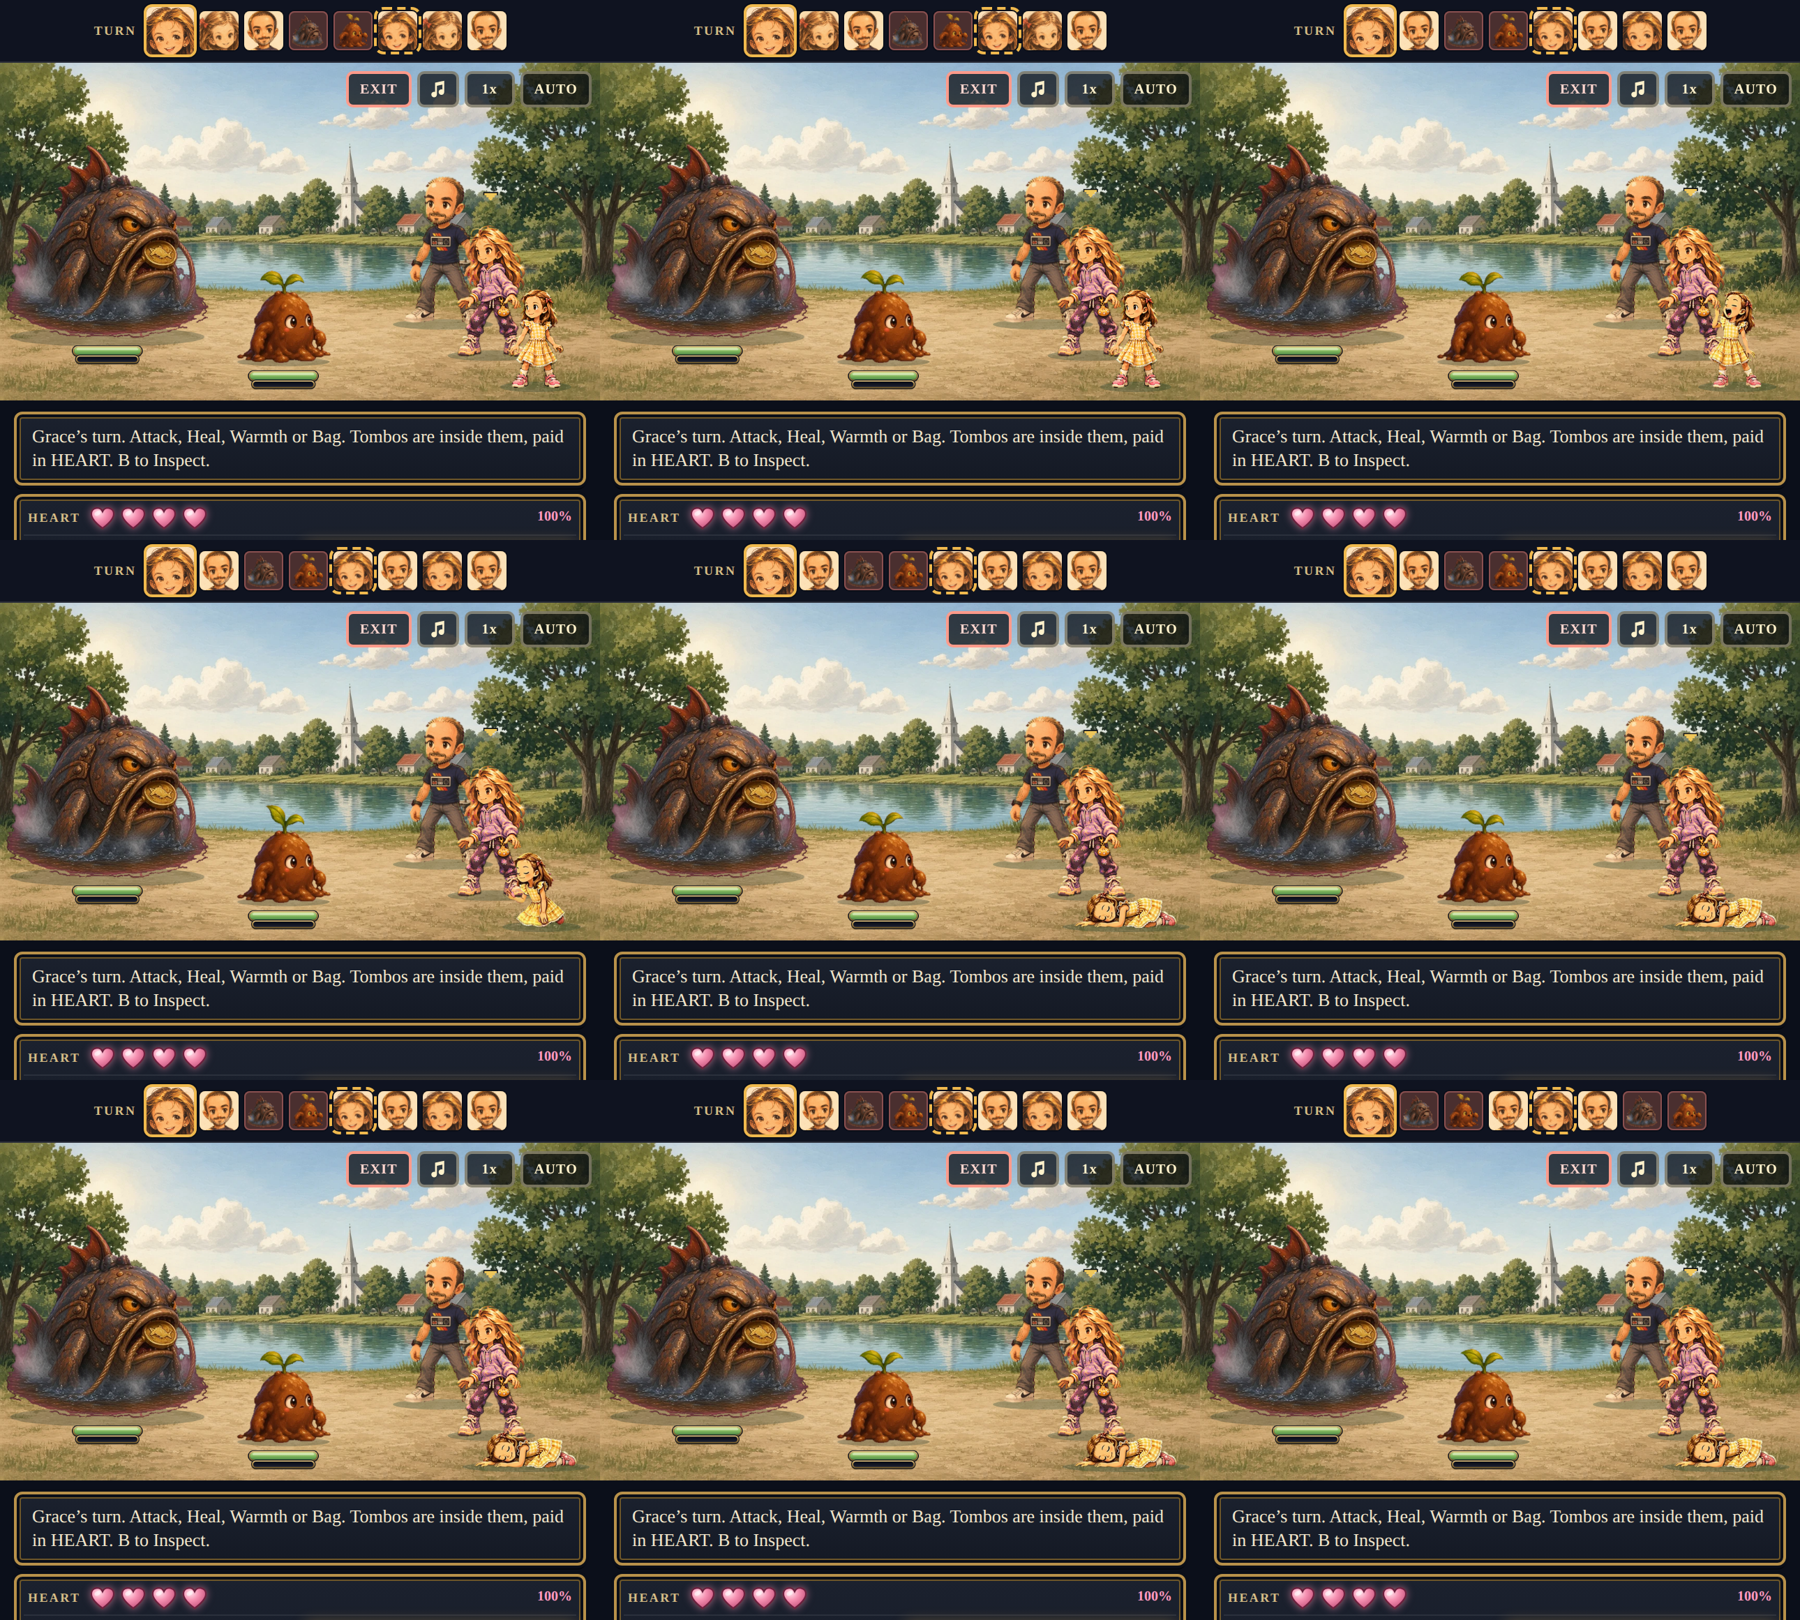 TURN
EXIT 1x AUTO
Grace’s turn. Attack, Heal, Warmth or Bag. Tombos are inside them, paid
in HEART. B to Inspect.
HEART 100%
TURN
EXIT 1x AUTO
Grace’s turn. Attack, Heal, Warmth or Bag. Tombos are inside them, paid
in HEART. B to Inspect.
HEART 100%
TURN
EXIT 1x AUTO
Grace’s turn. Attack, Heal, Warmth or Bag. Tombos are inside them, paid
in HEART. B to Inspect.
HEART 100%
TURN
EXIT 1x AUTO
Grace’s turn. Attack, Heal, Warmth or Bag. Tombos are inside them, paid
in HEART. B to Inspect.
HEART 100%
TURN
EXIT 1x AUTO
Grace’s turn. Attack, Heal, Warmth or Bag. Tombos are inside them, paid
in HEART. B to Inspect.
HEART 100%
TURN
EXIT 1x AUTO
Grace’s turn. Attack, Heal, Warmth or Bag. Tombos are inside them, paid
in HEART. B to Inspect.
HEART 100%
TURN
EXIT 1x AUTO
Grace’s turn. Attack, Heal, Warmth or Bag. Tombos are inside them, paid
in HEART. B to Inspect.
HEART 100%
TURN
EXIT 1x AUTO
Grace’s turn. Attack, Heal, Warmth or Bag. Tombos are inside them, paid
in HEART. B to Inspect.
HEART 100%
TURN
EXIT 1x AUTO
Grace’s turn. Attack, Heal, Warmth or Bag. Tombos are inside them, paid
in HEART. B to Inspect.
HEART 100%